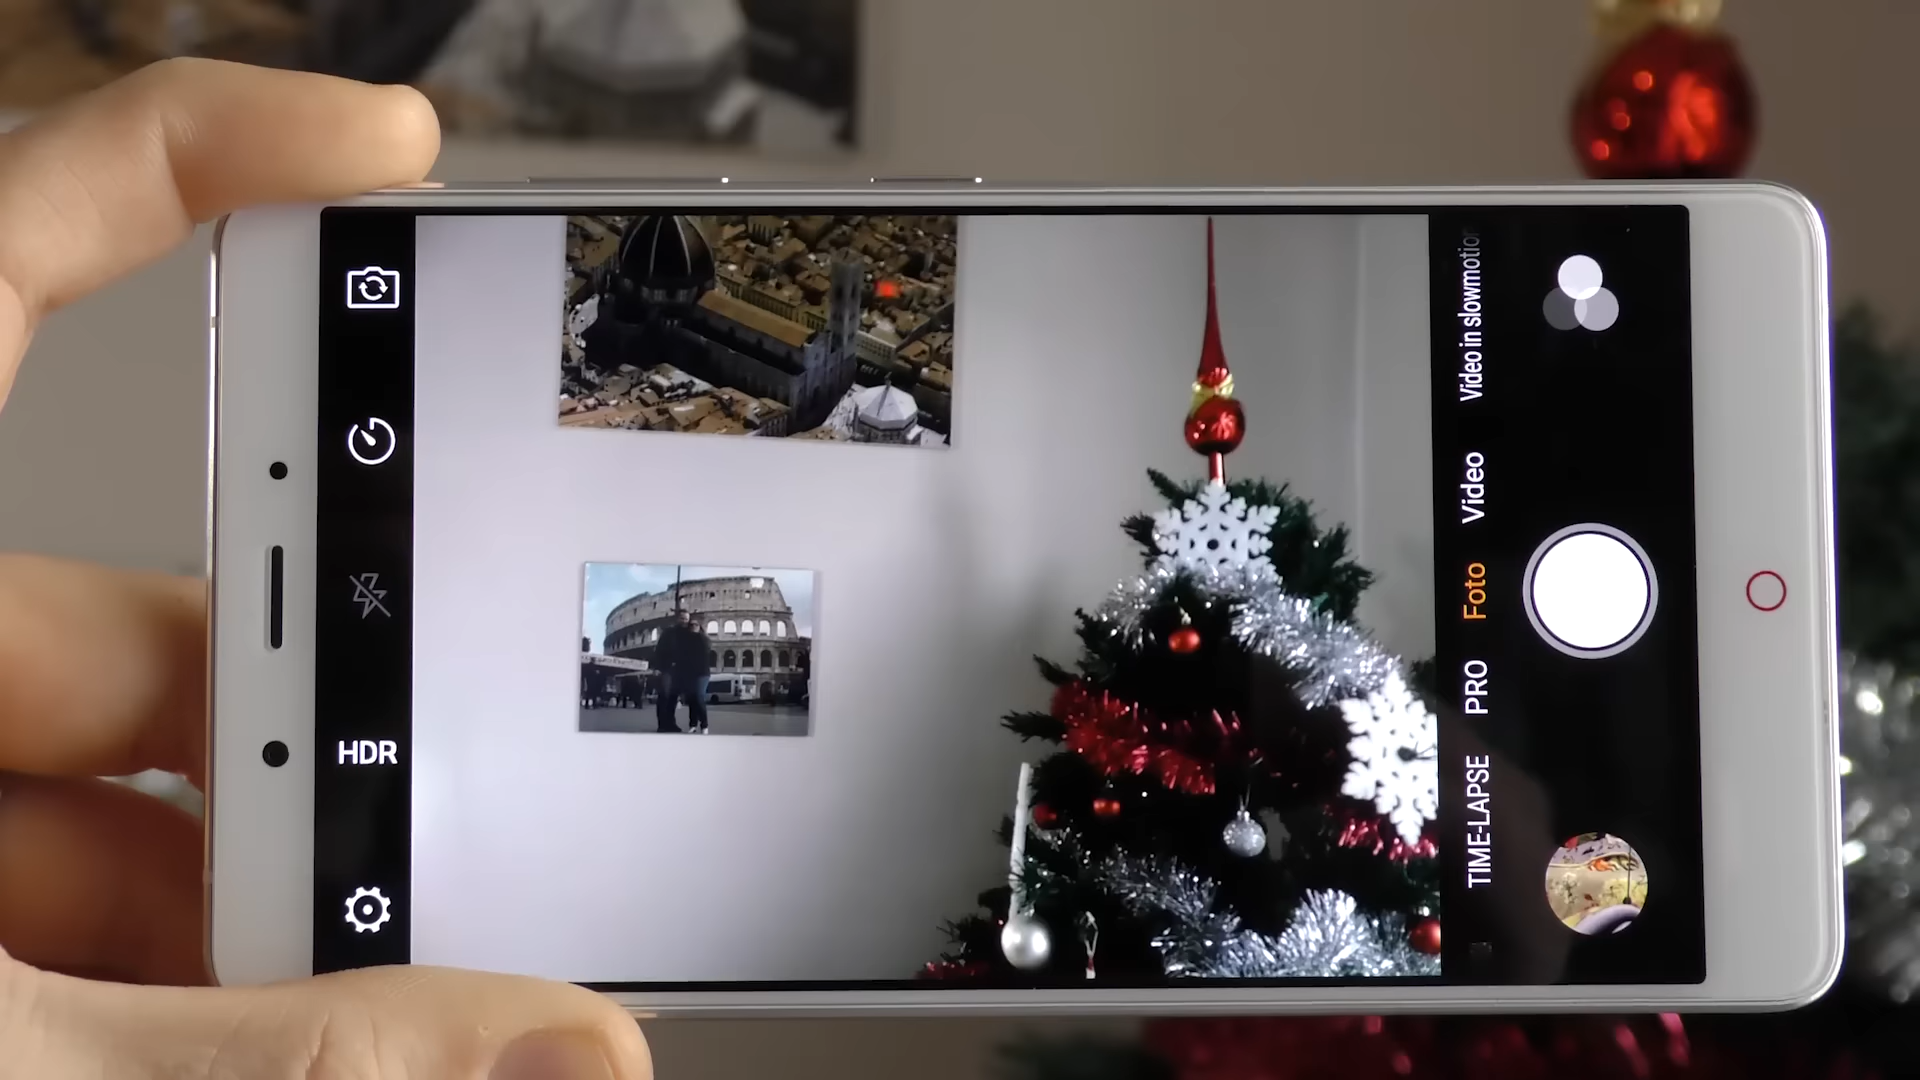 HDR
Video in slowmotion
Video
Foto
PRO
TIME-LAPSE